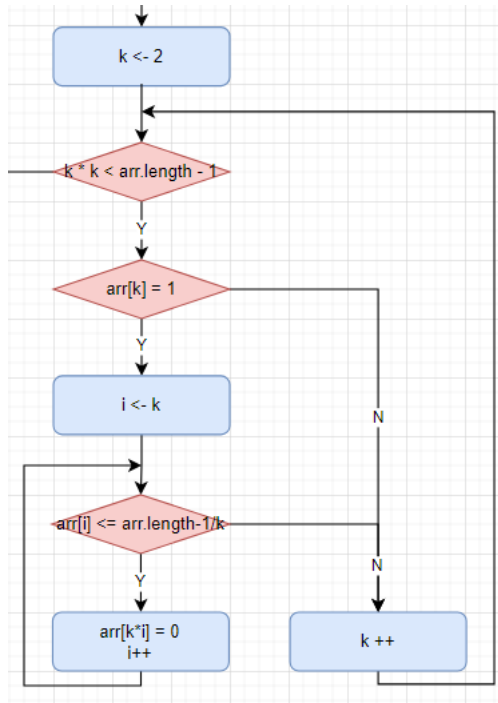 k <- 2
k * k < arr.length - 1
Y
arr[k] = 1
Y
i <- k
N
arr[i] <= arr.length-1/k
N
Y
arr[k*i] = 0
i++
k ++